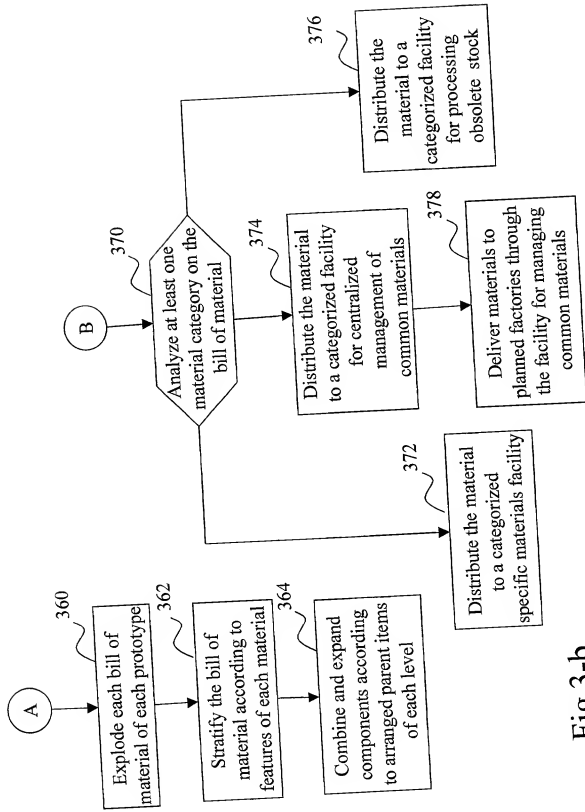 A
360
Explode each bill of
material of each prototype
362
Stratify the bill of
material according to
features of each material
364
Combine and expand
components according
to arranged parent items
of each level
B
370
Analyze at least one
material category on the
bill of material
372
Distribute the material
to a categorized
specific materials facility
374
Distribute the material
to a categorized facility
for centralized
management of
common materials
376
Distribute the
material to a
categorized facility
for processing
obsolete stock
378
Deliver materials to
planned factories through
the facility for managing
common materials
Fig 3-b